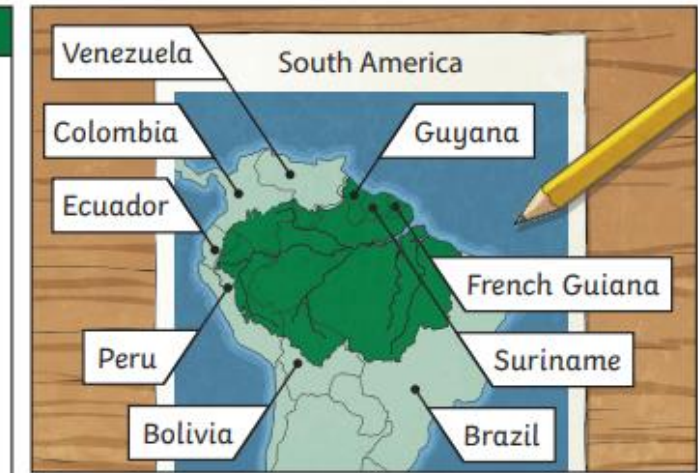 South America
Venezuela
Colombia
Guyana
Ecuador
French Guiana
Peru
Suriname
Bolivia
Brazil